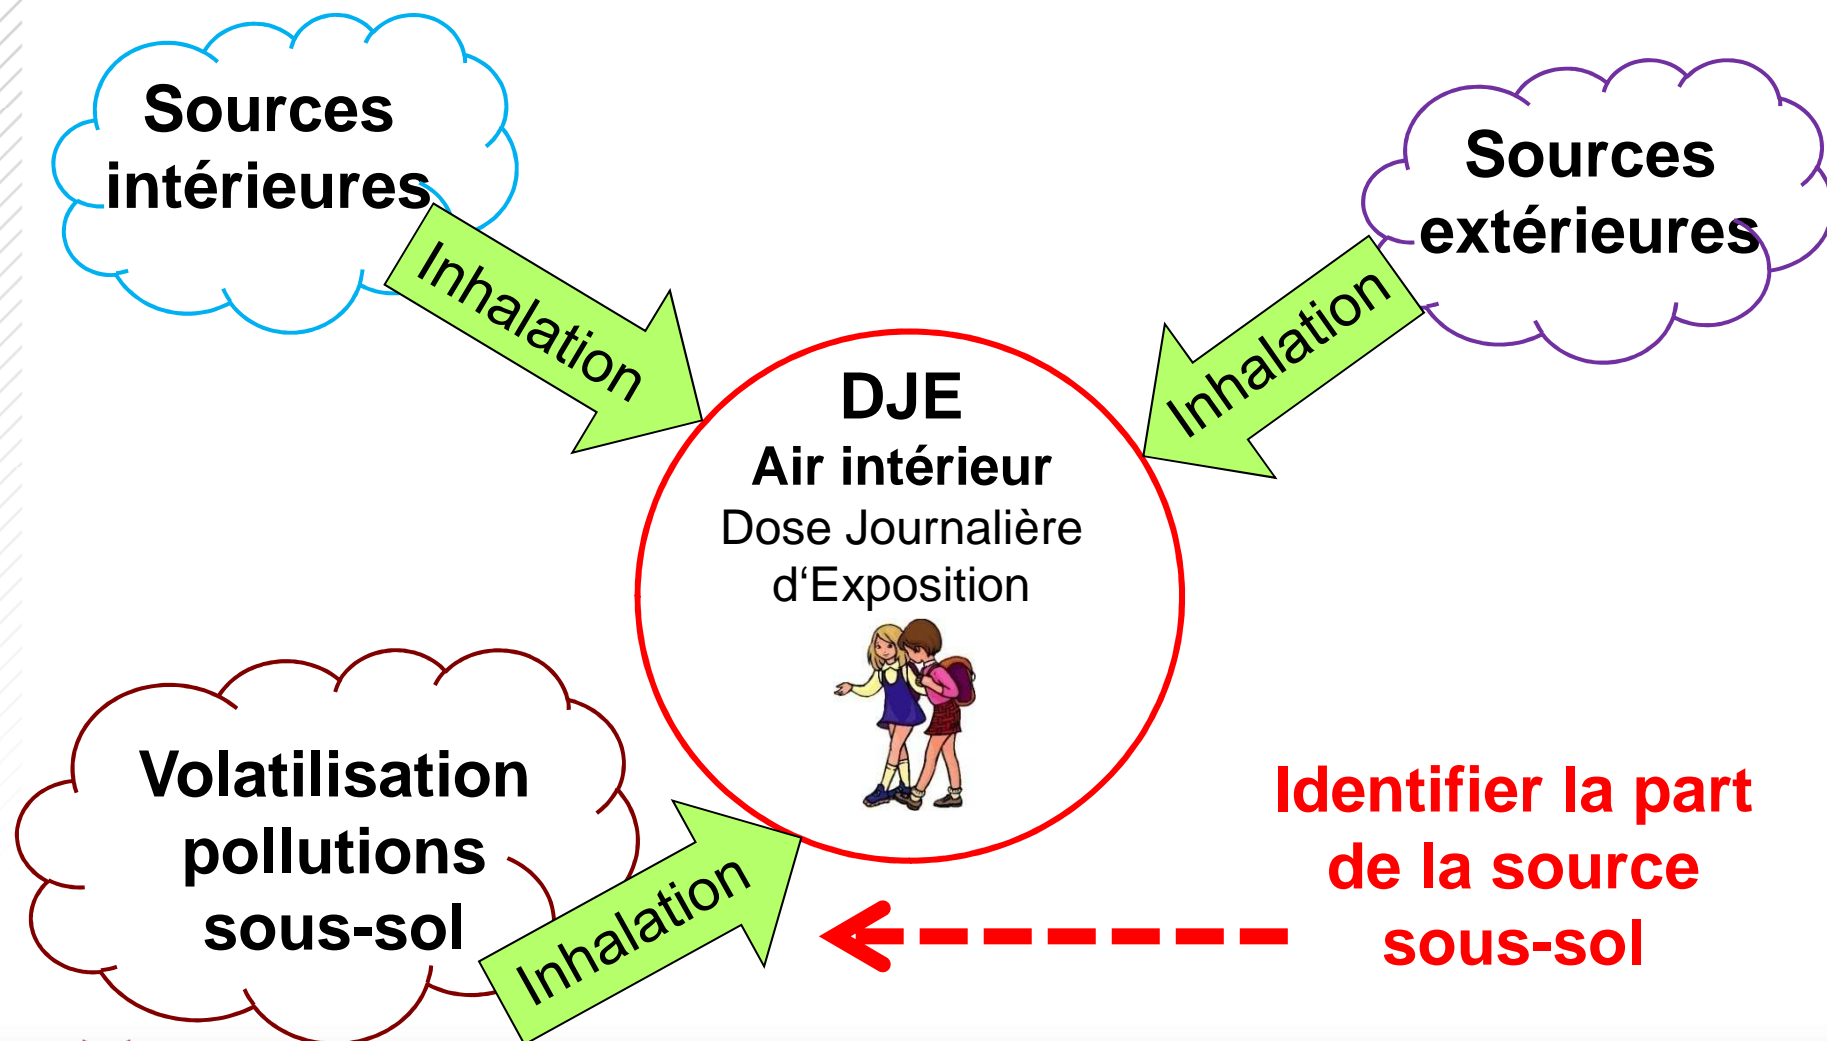 Sources
intérieures
Inhalation
Sources
extérieures
Inhalation
DJE
Air intérieur
Dose Journalière
d‘Exposition
Volatilisation
pollutions
sous-sol
Inhalation
Identifier la part
de la source
sous-sol